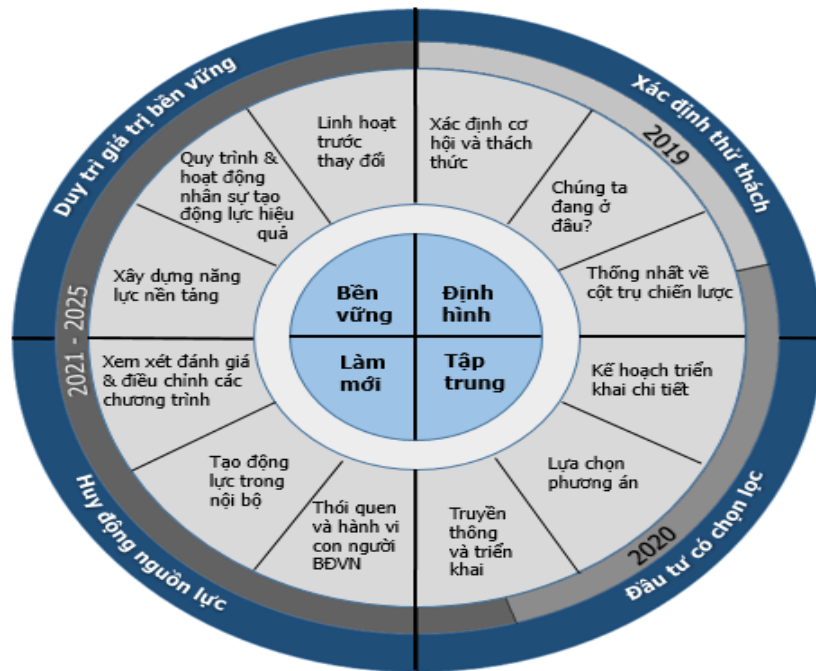 Duy trì giá trị bền vững
Xác định thử thách
2019
Linh hoạt
trước
thay đổi
Xác định cơ
hội và thách
thức
Quy trình &
hoạt động
nhân sự tạo
động lực hiệu
quả
Chúng ta
đang ở
đâu?
Xây dựng năng
lực nền tảng
Thống nhất về
cột trụ chiến lược
Bền
vững
Định
hình
2021 - 2025
Làm
mới
Tập
trung
Xem xét đánh giá
& điều chỉnh các
chương trình
Kế hoạch triển
khai chi tiết
Tạo động
lực trong
nội bộ
Lựa chọn
phương án
Thói quen
và hành vi
con người
BĐVN
Truyền
thông
và triển
khai
2020
Huy động nguồn lực
Đầu tư có chọn lọc